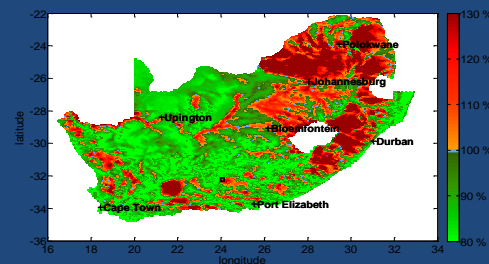 -22
130 %
Polokwane
-24
120 %
-26
Johannesburg
110 %
-28
Upington
Bloemfontein
latitude
100 %
-30
Durban
90 %
-32
-34
Cape Town
Port Elizabeth
-36
80 %
16 18 20 22 24 26 28 30 32 34
longitude